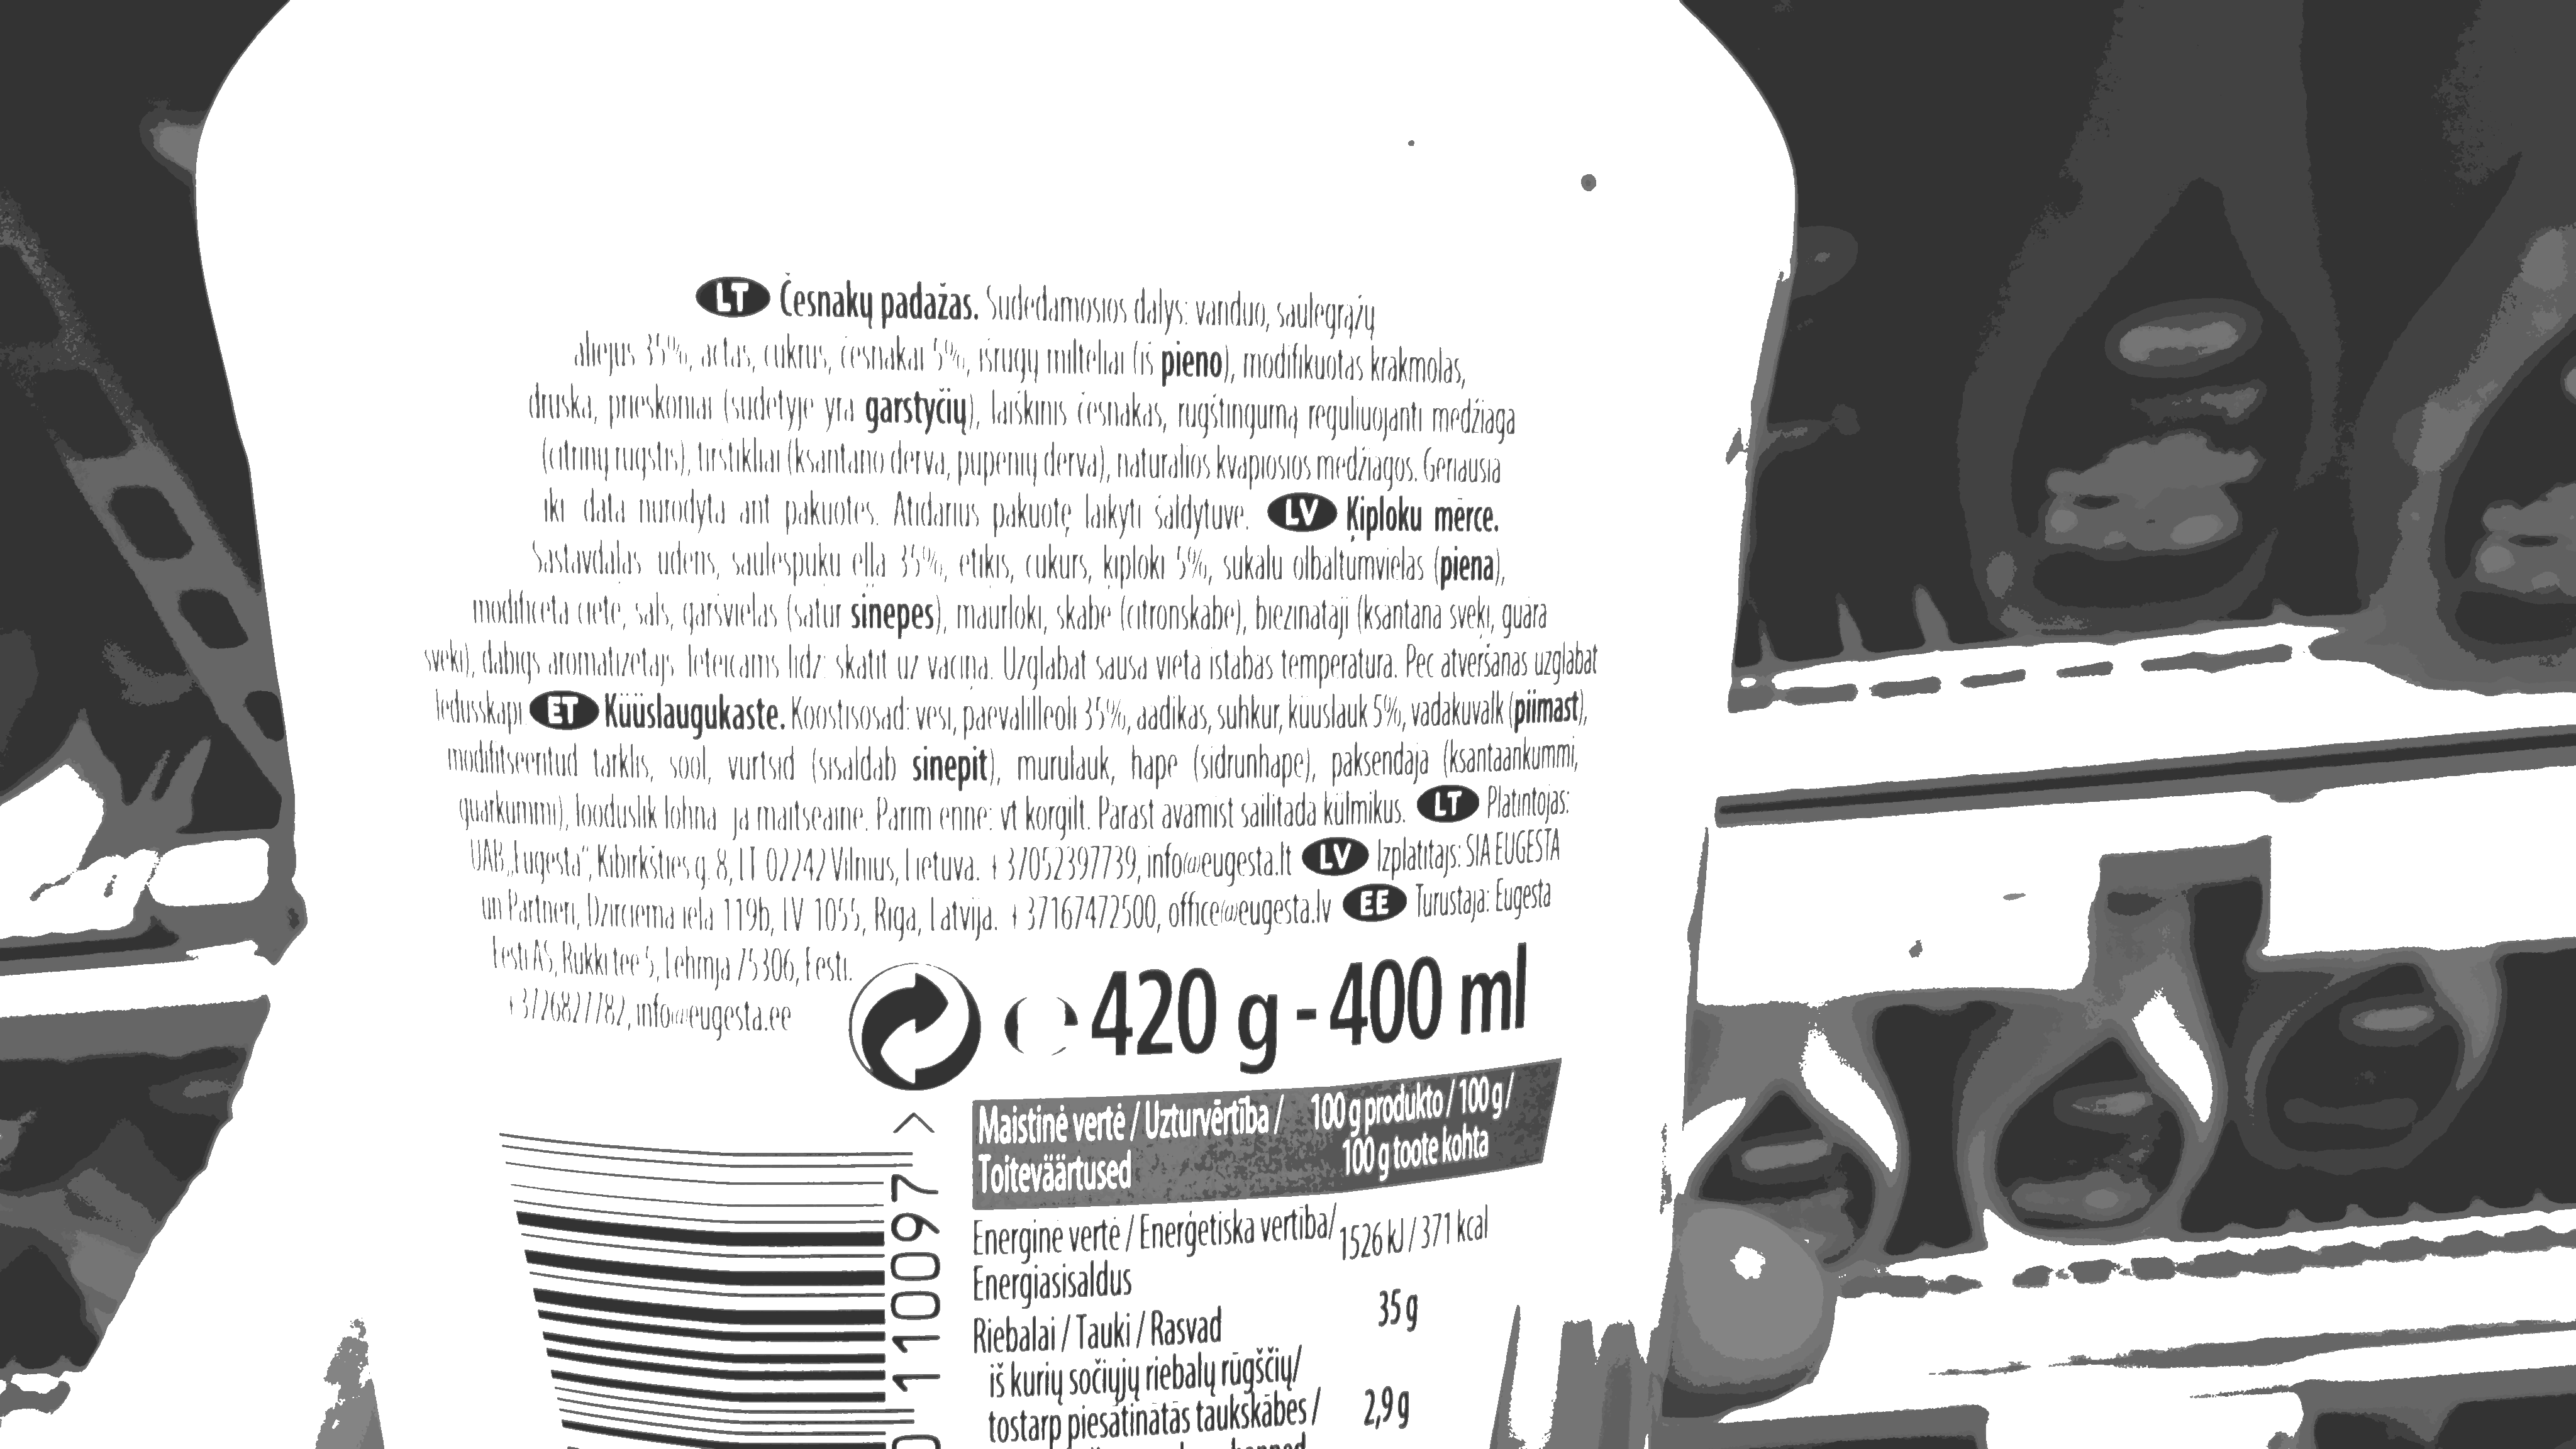 LT Česnakų padažas. Sudedamosios dalys: vanduo, saulėgrąžų
aliejus 35%, actas, cukrus, česnakai 5%, išrūgų milteliai (iš pieno), modifikuotas krakmolas,
druska, prieskoniai (sudėtyje yra garstyčių), laiškinis česnakas, rūgštingumą reguliuojanti medžiaga
(citrinų rūgštis), tirštikliai (ksantano derva, pupenių derva), natūralios kvapiosios medžiagos. Geriausia
iki data nurodyta ant pakuotės. Atidarius pakuotę laikyti šaldytuve. LV Ķiploku mērce.
Sastāvdaļas ūdens, saulespuķu eļļa 35%, etiķis, cukurs, ķiploki 5%, sūkalu olbaltumvielas (piena),
modificēta ciete, sāls, garšvielas (satur sinepes), maurloki, skābe (citronskābe), biezinātāji (ksantāna sveķi, guāra
sveķi), dabīgs aromatizētājs Ieteicams līdz: skatīt uz vāciņa. Uzglabāt sausā vietā istabas temperatūrā. Pēc atvēršanas uzglabāt
ledusskapī ET Küüslaugukaste. Koostisosad: vesi, päevalilleõli 35%, äädikas, suhkur, küüslauk 5%, vadakuvalk (piimast),
modifitseeritud tärklis, sool, vürtsid (sisaldab sinepit), murulauk, hape (sidrunhape), paksendaja (ksantaankummi,
guarkummi), looduslik lõhna ja maitseaine. Parim enne: vt korgilt. Pärast avamist säilitada külmikus. LT Platintojas:
UAB „Eugesta", Kibirkšties g. 8, LT 02242 Vilnius, Lietuva. +37052397739, info@eugesta.lt LV Izplatītājs: SIA EUGESTA
un Partneri, Dzirciema iela 119b, LV 1055, Rīga, Latvija. +37167472500, office@eugesta.lv EE Turustaja: Eugesta
Eesti AS, Rukki tee 5, Lehmja 75306, Eesti.
+3726827782, info@eugesta.ee
℮ 420 g - 400 ml
Maistinė vertė / Uzturvērtība / 100 g produkto / 100 g /
Toiteväärtused 100 g toote kohta
Energinė vertė / Enerģētiskā vērtība/ 1526 kJ / 371 kcal
Energiasisaldus
Riebalai / Tauki / Rasvad 35 g
iš kurių sočiųjų riebalų rūgščių/
tostarp piesātinātās taukskābes / 2,9 g
110097 >